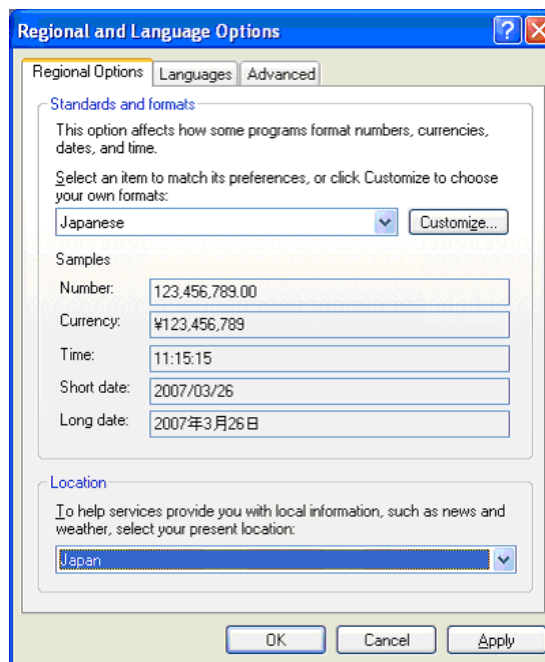 Regional and Language Options
Regional Options Languages Advanced
Standards and formats
This option affects how some programs format numbers, currencies,
dates, and time.
Select an item to match its preferences, or click Customize to choose
your own formats:
Japanese Customize...
Samples
Number: 123,456,789.00
Currency: ¥123,456,789
Time: 11:15:15
Short date: 2007/03/26
Long date: 2007年3月26日
Location
To help services provide you with local information, such as news and
weather, select your present location:
Japan
OK Cancel Apply